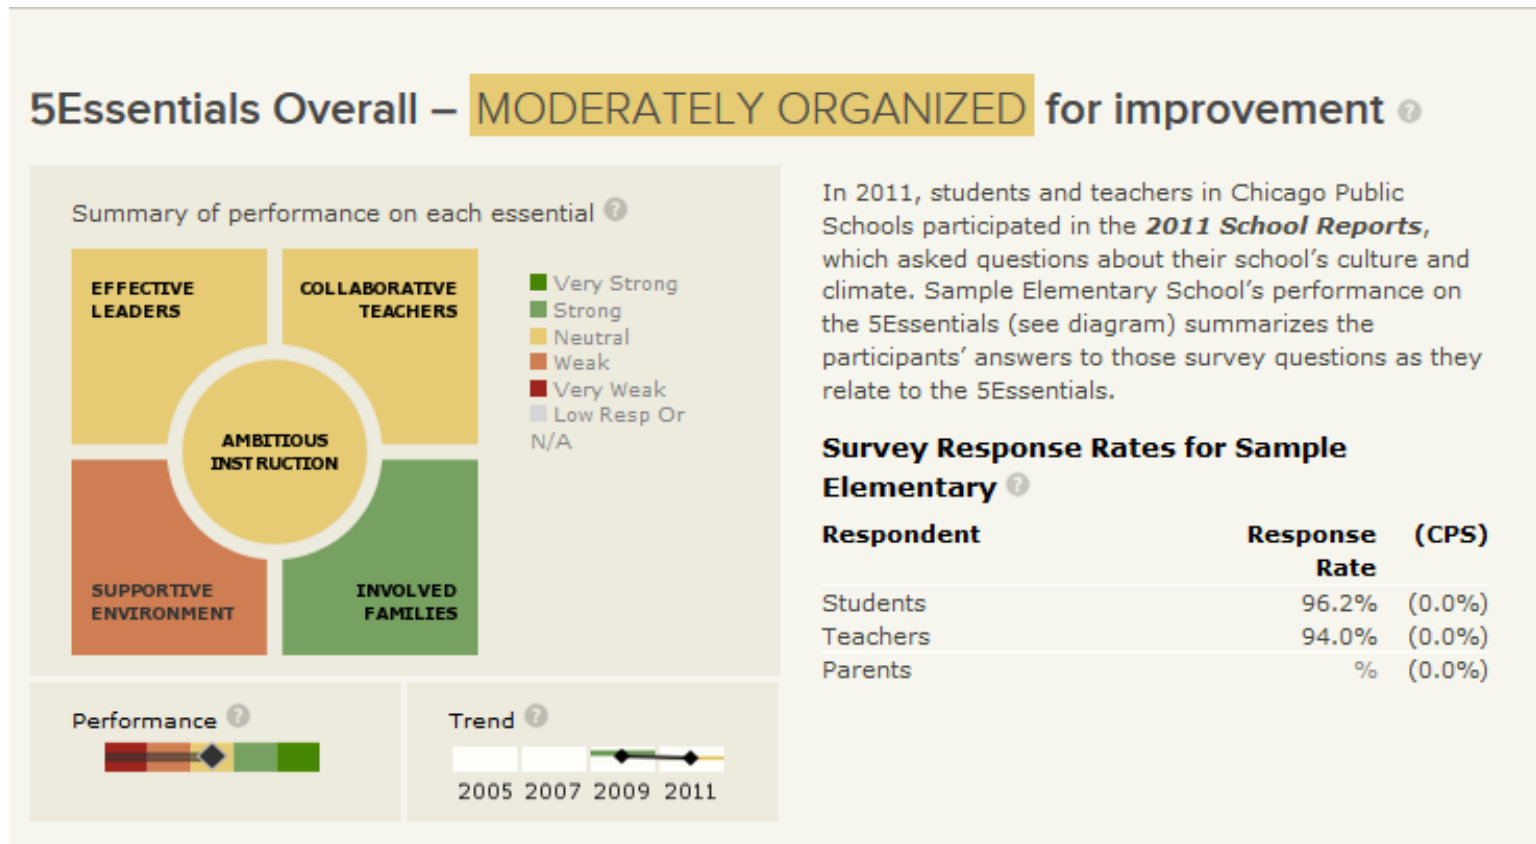 5Essentials Overall – MODERATELY ORGANIZED for improvement ?
Summary of performance on each essential ?
EFFECTIVE
LEADERS
COLLABORATIVE
TEACHERS
AMBITIOUS
INSTRUCTION
SUPPORTIVE
ENVIRONMENT
INVOLVED
FAMILIES
Very Strong
Strong
Neutral
Weak
Very Weak
Low Resp Or
N/A
Performance ?
Trend ?
2005 2007 2009 2011
In 2011, students and teachers in Chicago Public
Schools participated in the 2011 School Reports,
which asked questions about their school's culture and
climate. Sample Elementary School's performance on
the 5Essentials (see diagram) summarizes the
participants' answers to those survey questions as they
relate to the 5Essentials.
Survey Response Rates for Sample
Elementary ?
Respondent Response (CPS)
Rate
Students 96.2% (0.0%)
Teachers 94.0% (0.0%)
Parents % (0.0%)